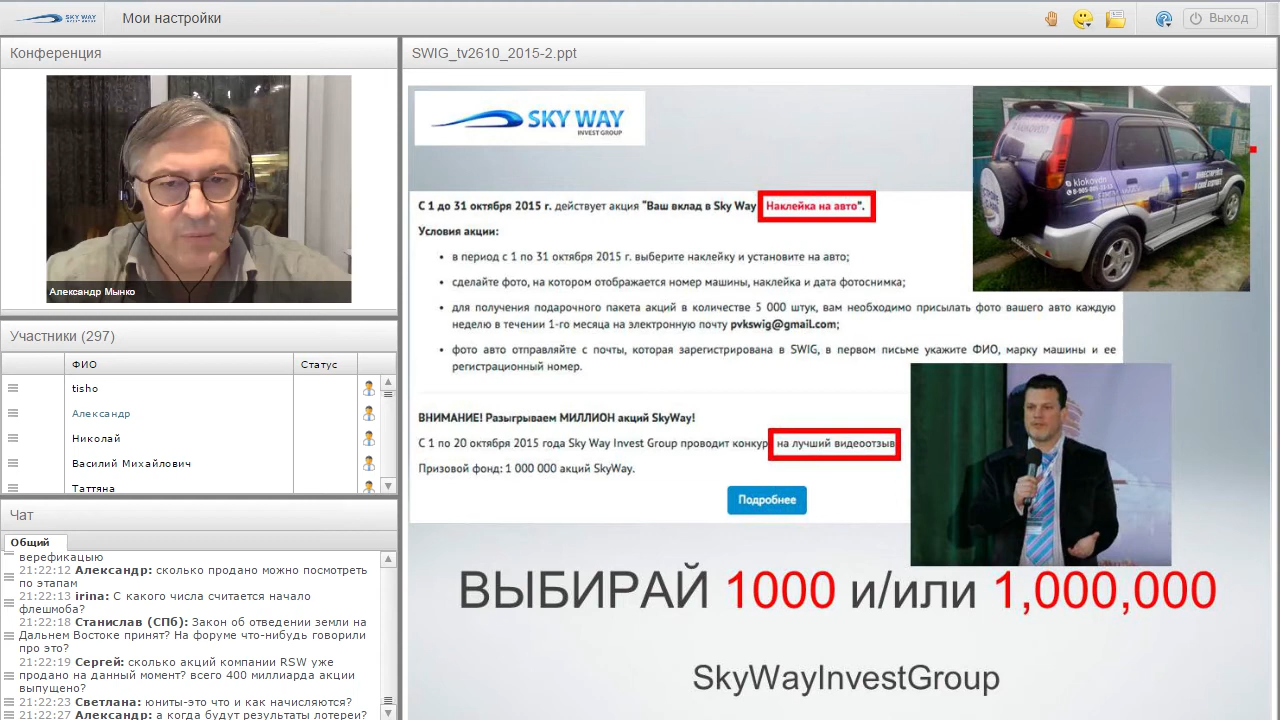 SKY WAY
INVEST GROUP
Мои настройки
Выход
Конференция
Александр Мынко
Участники (297)
ФИО
Статус
tisho
Александр
Николай
Василий Михайлович
Таттяна
Чат
Общий
верефикацыю
21:22:12 Александр: сколько продано можно посмотреть
по этапам
21:22:13 irina: С какого числа считается начало
флешмоба?
21:22:18 Станислав (СПб): Закон об отведении земли на
Дальнем Востоке принят? На форуме что-нибудь говорили
про это?
21:22:19 Сергей: сколько акций компании RSW уже
продано на данный момент? всего 400 миллиарда акции
выпущено?
21:22:23 Светлана: юниты-это что и как начисляются?
21:22:27 Александр: а когда будут результаты лотереи?
SWIG_tv2610_2015-2.ppt
SKY WAY
INVEST GROUP
klokovdn
С 1 до 31 октября 2015 г. действует акция "Ваш вклад в Sky Way Наклейка на авто".
Условия акции:
• в период с 1 по 31 октября 2015 г. выберите наклейку и установите на авто;
• сделайте фото, на котором отображается номер машины, наклейка и дата фотоснимка;
• для получения подарочного пакета акций в количестве 5 000 штук, вам необходимо присылать фото вашего авто каждую
неделю в течении 1-го месяца на электронную почту pvkswig@gmail.com;
• фото авто отправляйте с почты, которая зарегистрирована в SWIG, в первом письме укажите ФИО, марку машины и ее
регистрационный номер.
ВНИМАНИЕ! Разыгрываем МИЛЛИОН акций SkyWay!
С 1 по 20 октября 2015 года Sky Way Invest Group проводит конкур на лучший видеоотзыв
Призовой фонд: 1 000 000 акций SkyWay.
Подробнее
ВЫБИРАЙ 1000 и/или 1,000,000
SkyWayInvestGroup